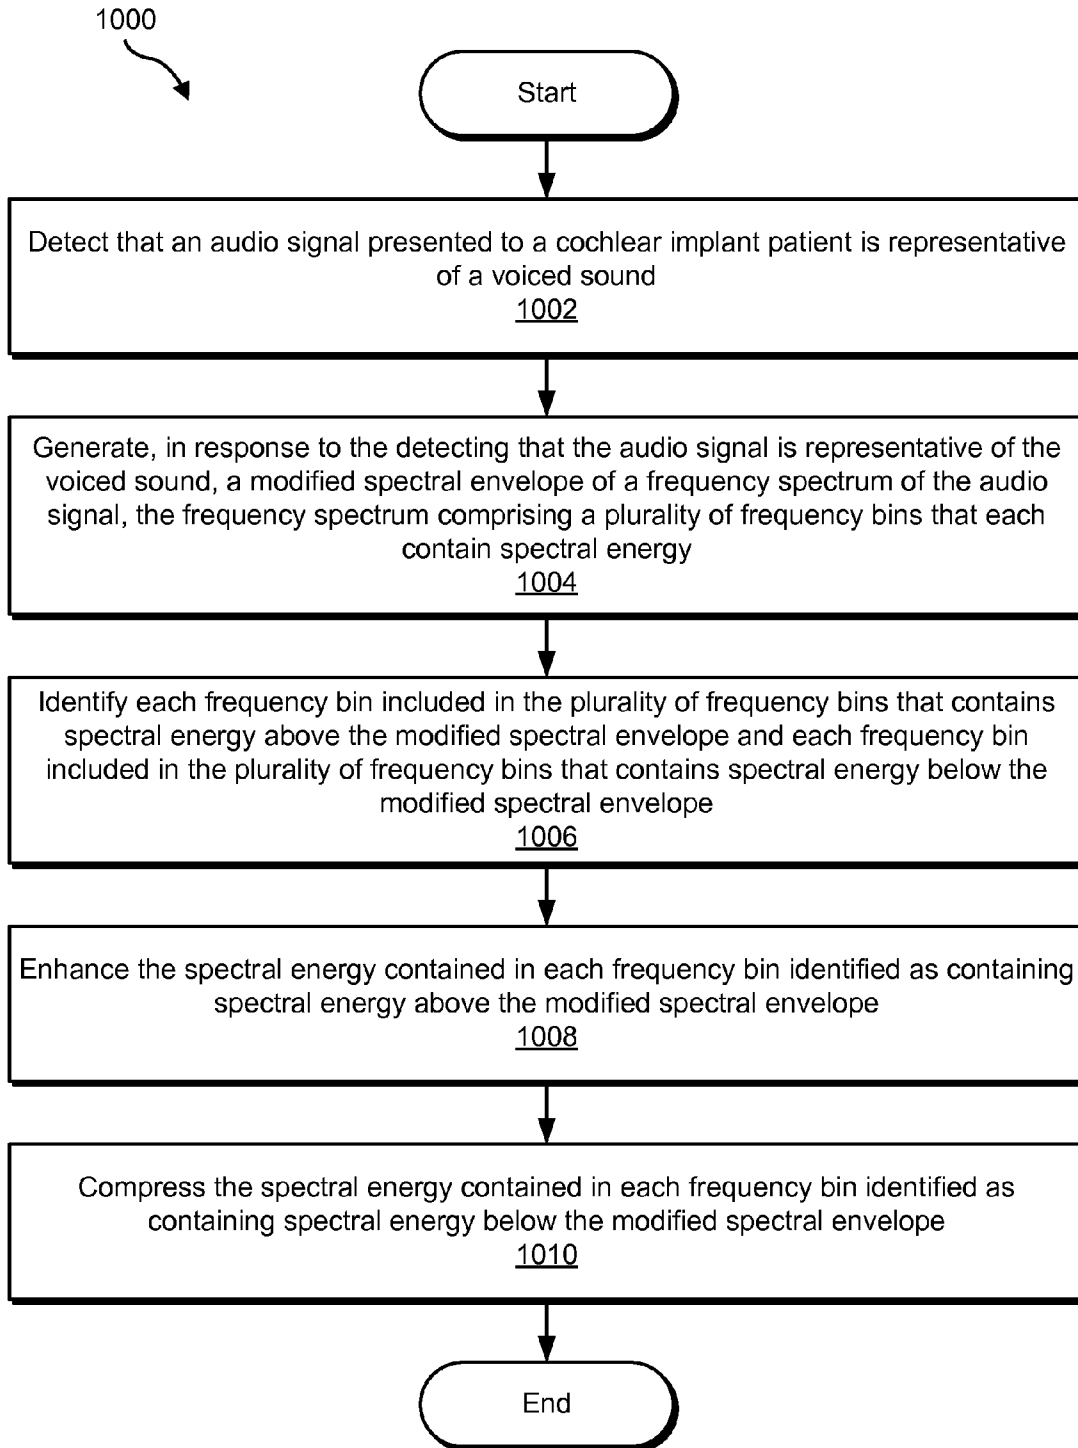 1000
Start
Detect that an audio signal presented to a cochlear implant patient is representative
of a voiced sound
1002
Generate, in response to the detecting that the audio signal is representative of the
voiced sound, a modified spectral envelope of a frequency spectrum of the audio
signal, the frequency spectrum comprising a plurality of frequency bins that each
contain spectral energy
1004
Identify each frequency bin included in the plurality of frequency bins that contains
spectral energy above the modified spectral envelope and each frequency bin
included in the plurality of frequency bins that contains spectral energy below the
modified spectral envelope
1006
Enhance the spectral energy contained in each frequency bin identified as containing
spectral energy above the modified spectral envelope
1008
Compress the spectral energy contained in each frequency bin identified as
containing spectral energy below the modified spectral envelope
1010
End